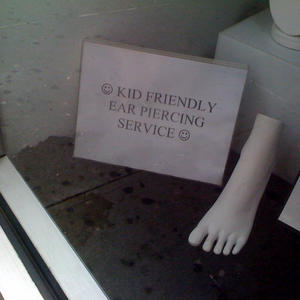 ☺ KID FRIENDLY
EAR PIERCING
SERVICE ☺